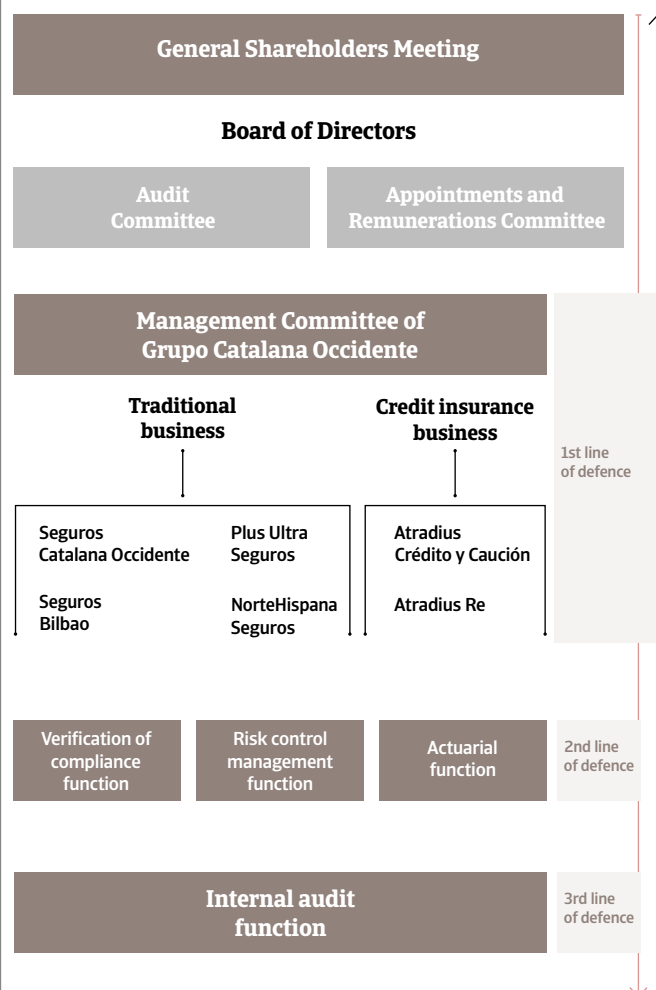 General Shareholders Meeting
Board of Directors
Audit
Committee
Appointments and
Remunerations Committee
Management Committee of
Grupo Catalana Occidente
Traditional
business
Credit insurance
business
1st line
of defence
Seguros
Catalana Occidente
Plus Ultra
Seguros
Seguros
Bilbao
NorteHispana
Seguros
Atradius
Crédito y Caución
Atradius Re
Verification of
compliance
function
Risk control
management
function
Actuarial
function
2nd line
of defence
Internal audit
function
3rd line
of defence